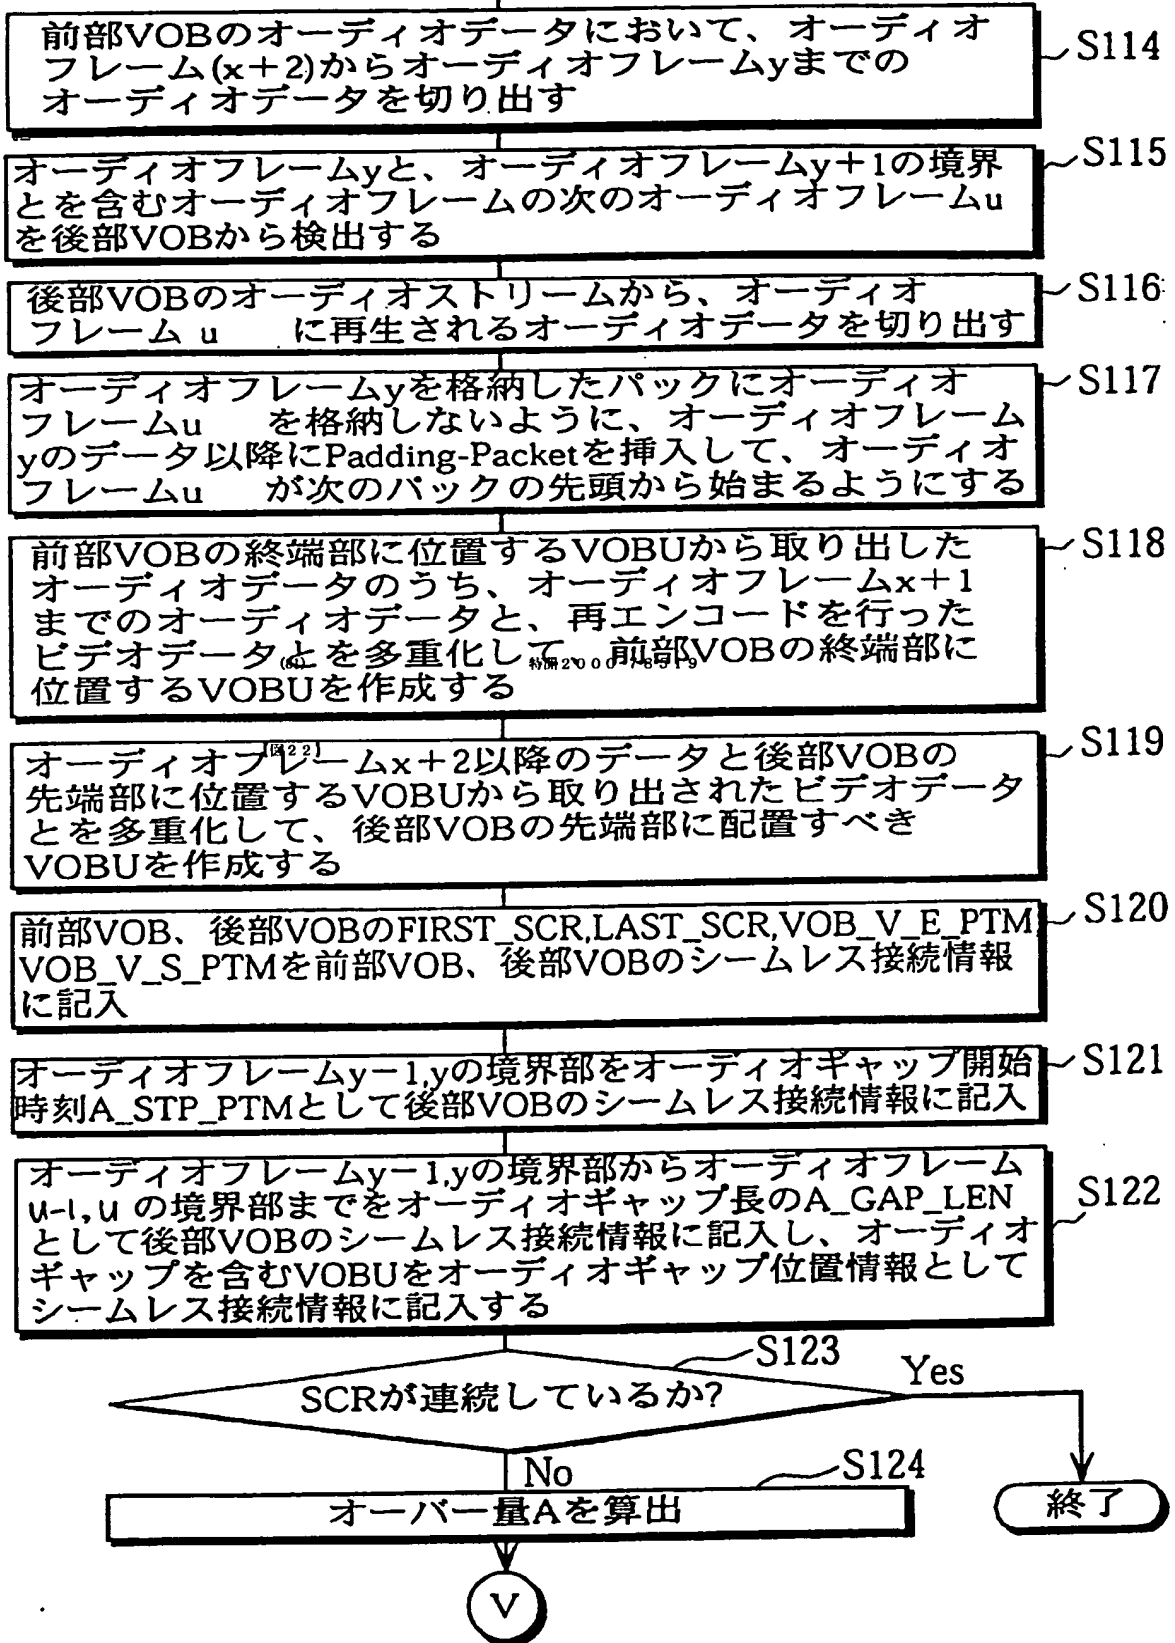 前部VOBのオーディオデータにおいて、オーディオ
フレーム(x+2)からオーディオフレームyまでの
オーディオデータを切り出す
S114
オーディオフレームyと、オーディオフレームy+1の境界
とを含むオーディオフレームの次のオーディオフレームu
を後部VOBから検出する
S115
後部VOBのオーディオストリームから、オーディオ
フレーム u に再生されるオーディオデータを切り出す
S116
オーディオフレームyを格納したパックにオーディオ
フレームu を格納しないように、オーディオフレーム
yのデータ以降にPadding-Packetを挿入して、オーディオ
フレームu が次のパックの先頭から始まるようにする
S117
前部VOBの終端部に位置するVOBUから取り出した
オーディオデータのうち、オーディオフレームx+1
までのオーディオデータと、再エンコードを行った
ビデオデータとを多重化して、前部VOBの終端部に
位置するVOBUを作成する
S118
【図22】
オーディオフレームx+2以降のデータと後部VOBの
先端部に位置するVOBUから取り出されたビデオデータ
とを多重化して、後部VOBの先端部に配置すべき
VOBUを作成する
S119
前部VOB、後部VOBのFIRST_SCR,LAST_SCR,VOB_V_E_PTM
VOB_V_S_PTMを前部VOB、後部VOBのシームレス接続情報
に記入
S120
オーディオフレームy-1,yの境界部をオーディオギャップ開始
時刻A_STP_PTMとして後部VOBのシームレス接続情報に記入
S121
オーディオフレームy-1,yの境界部からオーディオフレーム
u-1,u の境界部までをオーディオギャップ長のA_GAP_LEN
として後部VOBのシームレス接続情報に記入し、オーディオ
ギャップを含むVOBUをオーディオギャップ位置情報として
シームレス接続情報に記入する
S122
S123
SCRが連続しているか?
Yes
No
S124
オーバー量Aを算出
終了
V